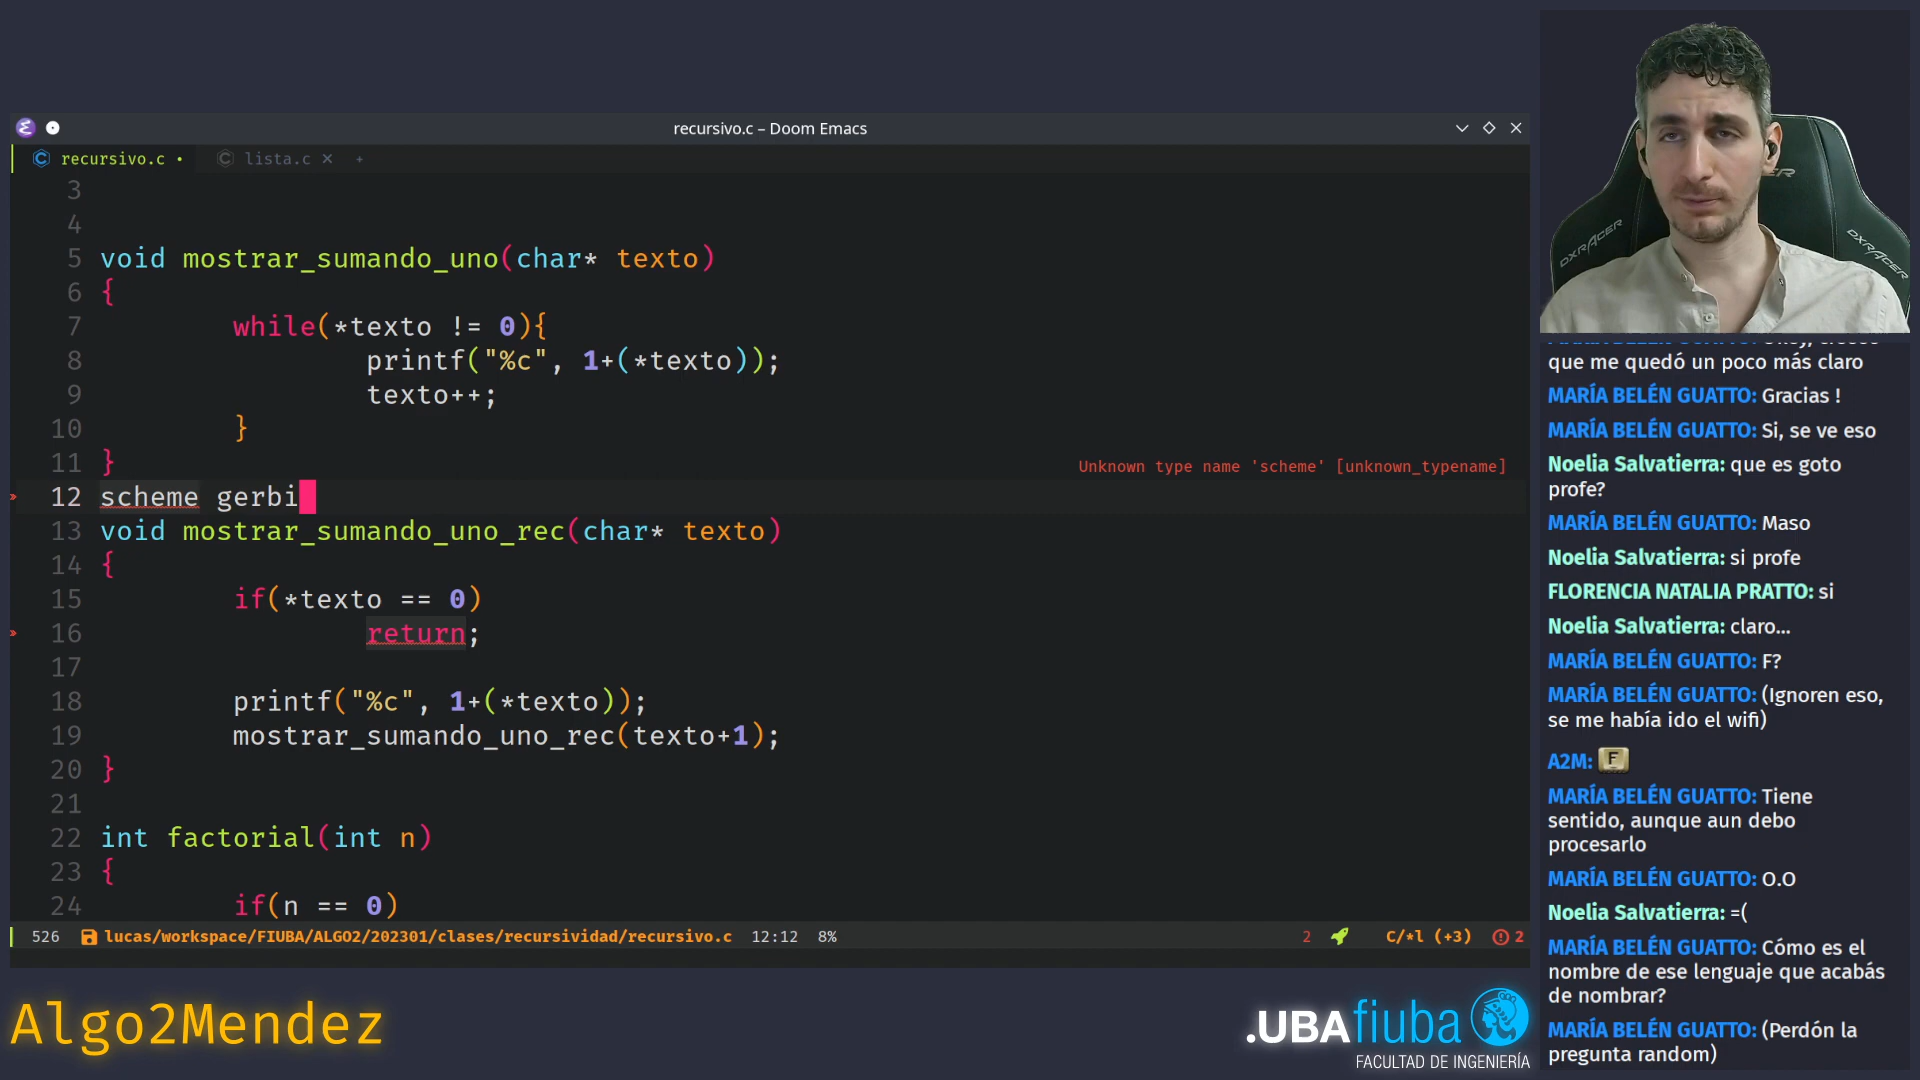 recursivo.c – Doom Emacs
recursivo.c •
lista.c × +
3
4
5 void mostrar_sumando_uno(char* texto)
6 {
7 while(*texto != 0){
8 printf("%c", 1+(*texto));
9 texto++;
10 }
11 }
Unknown type name 'scheme' [unknown_typename]
12 scheme gerbi
13 void mostrar_sumando_uno_rec(char* texto)
14 {
15 if(*texto == 0)
16 return;
17
18 printf("%c", 1+(*texto));
19 mostrar_sumando_uno_rec(texto+1);
20 }
21
22 int factorial(int n)
23 {
24 if(n == 0)
526 lucas/workspace/FIUBA/ALGO2/202301/clases/recursividad/recursivo.c 12:12 8% 2 C/*l (+3) 2
Algo2Mendez
.UBAfiuba
FACULTAD DE INGENIERÍA
DXRACER
DXRACER
que me quedó un poco más claro
MARÍA BELÉN GUATTO: Gracias !
MARÍA BELÉN GUATTO: Si, se ve eso
Noelia Salvatierra: que es goto
profe?
MARÍA BELÉN GUATTO: Maso
Noelia Salvatierra: si profe
FLORENCIA NATALIA PRATTO: si
Noelia Salvatierra: claro...
MARÍA BELÉN GUATTO: F?
MARÍA BELÉN GUATTO: (Ignoren eso,
se me había ido el wifi)
A2M: F
MARÍA BELÉN GUATTO: Tiene
sentido, aunque aun debo
procesarlo
MARÍA BELÉN GUATTO: O.O
Noelia Salvatierra: =(
MARÍA BELÉN GUATTO: Cómo es el
nombre de ese lenguaje que acabás
de nombrar?
MARÍA BELÉN GUATTO: (Perdón la
pregunta random)